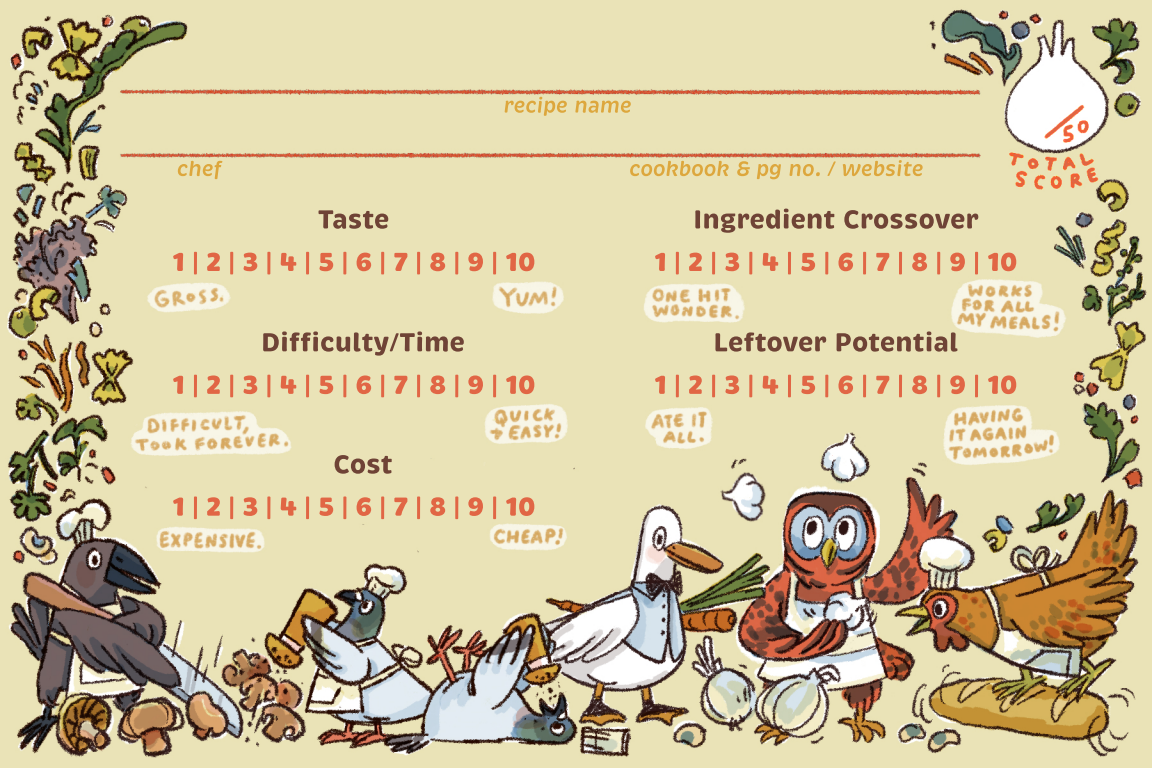 recipe name
/50
TOTAL
SCORE
chef
cookbook & pg no. / website
Taste
1 | 2 | 3 | 4 | 5 | 6 | 7 | 8 | 9 | 10
GROSS.
YUM!
Ingredient Crossover
1 | 2 | 3 | 4 | 5 | 6 | 7 | 8 | 9 | 10
ONE HIT
WONDER.
WORKS
FOR ALL
MY MEALS!
Difficulty/Time
1 | 2 | 3 | 4 | 5 | 6 | 7 | 8 | 9 | 10
DIFFICULT,
TOOK FOREVER.
QUICK
+ EASY!
Leftover Potential
1 | 2 | 3 | 4 | 5 | 6 | 7 | 8 | 9 | 10
ATE IT
ALL.
HAVING
IT AGAIN
TOMORROW!
Cost
1 | 2 | 3 | 4 | 5 | 6 | 7 | 8 | 9 | 10
EXPENSIVE.
CHEAP!